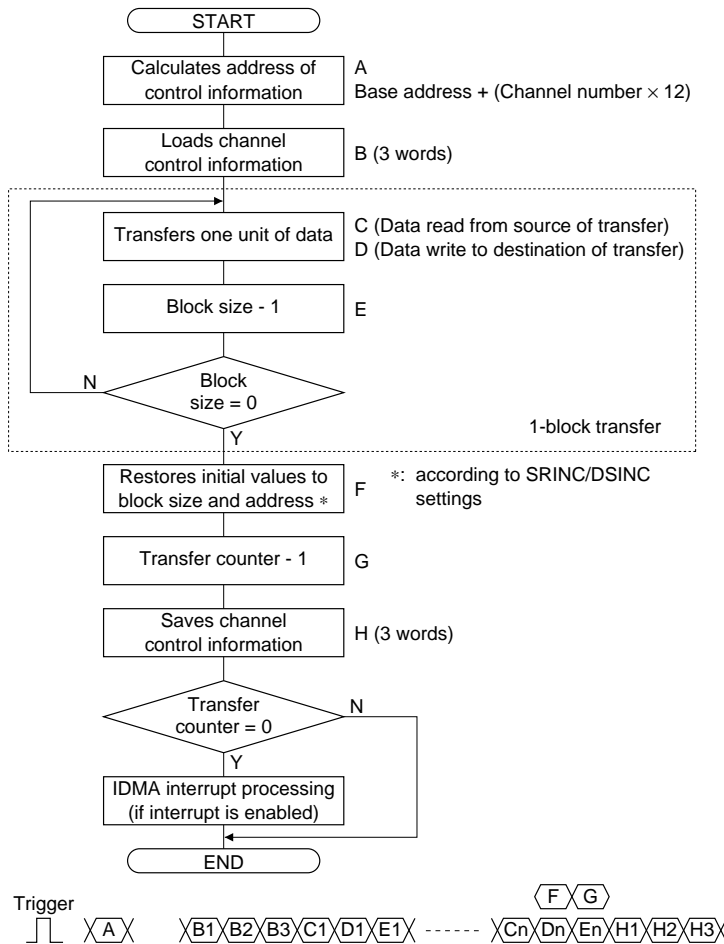 START
Calculates address of
control information
A
Base address + (Channel number × 12)
Loads channel
control information
B (3 words)
Transfers one unit of data
C (Data read from source of transfer)
D (Data write to destination of transfer)
Block size - 1
E
N
Block
size = 0
Y
1-block transfer
Restores initial values to
block size and address ∗
F
∗: according to SRINC/DSINC
settings
Transfer counter - 1
G
Saves channel
control information
H (3 words)
Transfer
counter = 0
N
Y
IDMA interrupt processing
(if interrupt is enabled)
END
Trigger
F G
A B1 B2 B3 C1 D1 E1 Cn Dn En H1 H2 H3